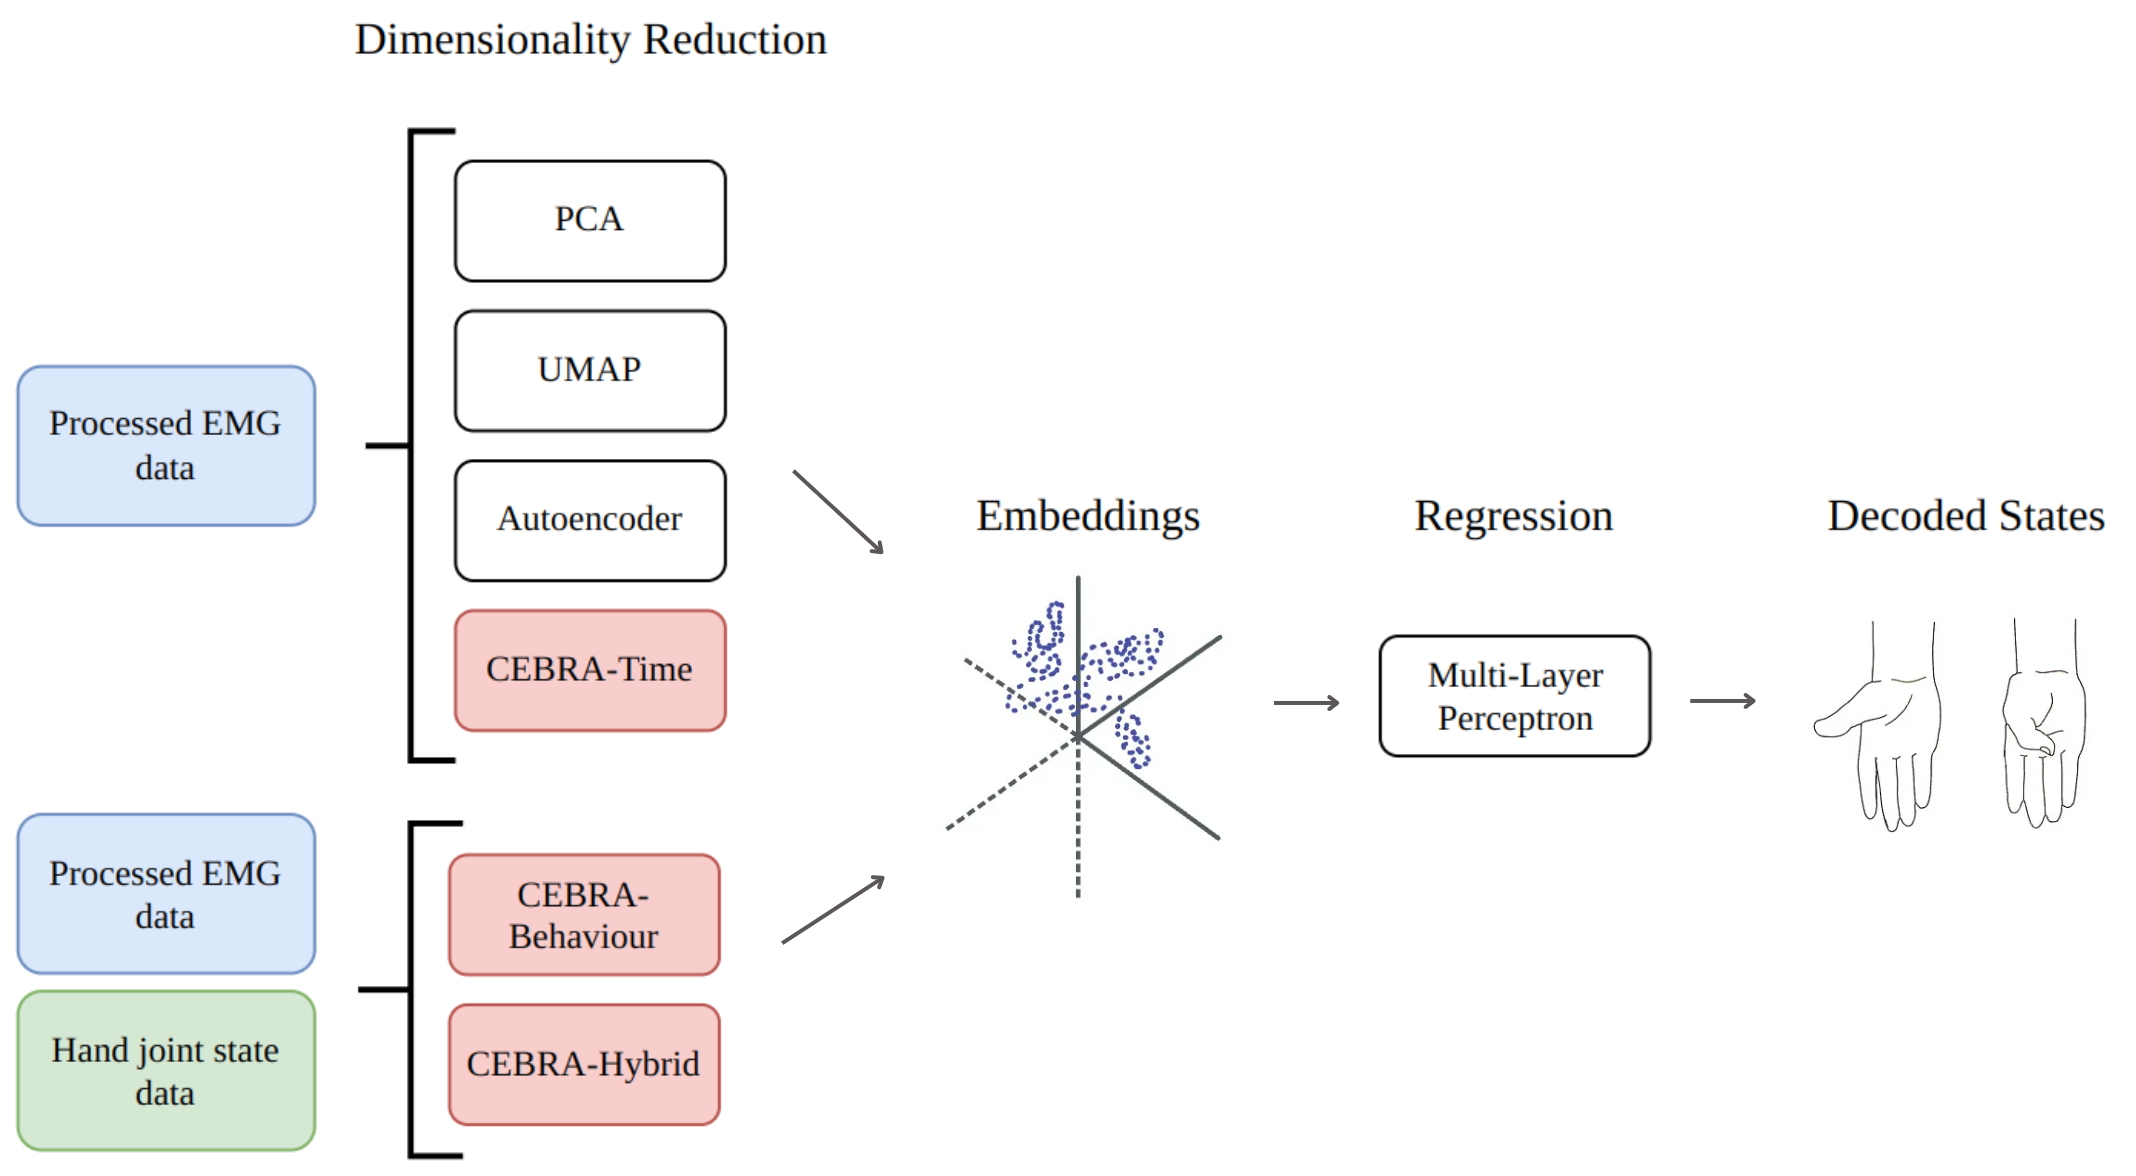 Dimensionality Reduction
PCA
UMAP
Processed EMG
data
Autoencoder
CEBRA-Time
Processed EMG
data
Hand joint state
data
CEBRA-
Behaviour
CEBRA-Hybrid
Embeddings
Regression
Multi-Layer
Perceptron
Decoded States